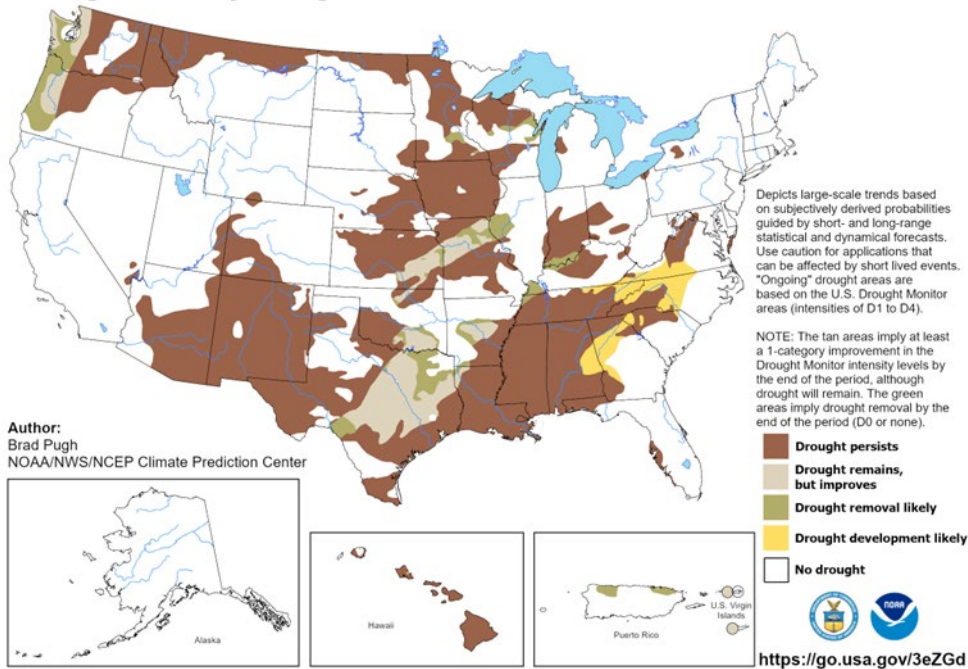 Depicts large-scale trends based
on subjectively derived probabilities
guided by short- and long-range
statistical and dynamical forecasts.
Use caution for applications that
can be affected by short lived events.
"Ongoing" drought areas are
based on the U.S. Drought Monitor
areas (intensities of D1 to D4).
NOTE: The tan areas imply at least
a 1-category improvement in the
Drought Monitor intensity levels by
the end of the period, although
drought will remain. The green
areas imply drought removal by the
end of the period (D0 or none).
Author:
Brad Pugh
NOAA/NWS/NCEP Climate Prediction Center
Drought persists
Drought remains,
but improves
Drought removal likely
Drought development likely
No drought
Alaska
Hawaii
Puerto Rico
U.S. Virgin
Islands
NOAA
https://go.usa.gov/3eZGd